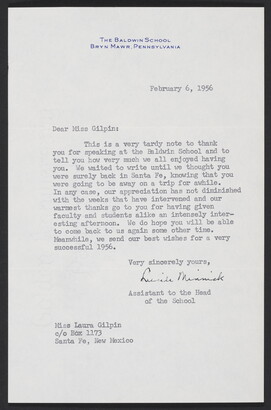 THE BALDWIN SCHOOL
BRYN MAWR, PENNSYLVANIA
February 6, 1956
Dear Miss Gilpin:
This is a very tardy note to thank
you for speaking at the Baldwin School and to
tell you how very much we all enjoyed having
you. We waited to write until we thought you
were surely back in Santa Fe, knowing that you
were going to be away on a trip for awhile.
In any case, our appreciation has not diminished
with the weeks that have intervened and our
warmest thanks go to you for having given
faculty and students alike an intensely inter-
esting afternoon. We do hope you will be able
to come back to us again some other time.
Meanwhile, we send our best wishes for a very
successful 1956.
Very sincerely yours,
Assistant to the Head
of the School
Miss Laura Gilpin
c/o Box 1173
Santa Fe, New Mexico